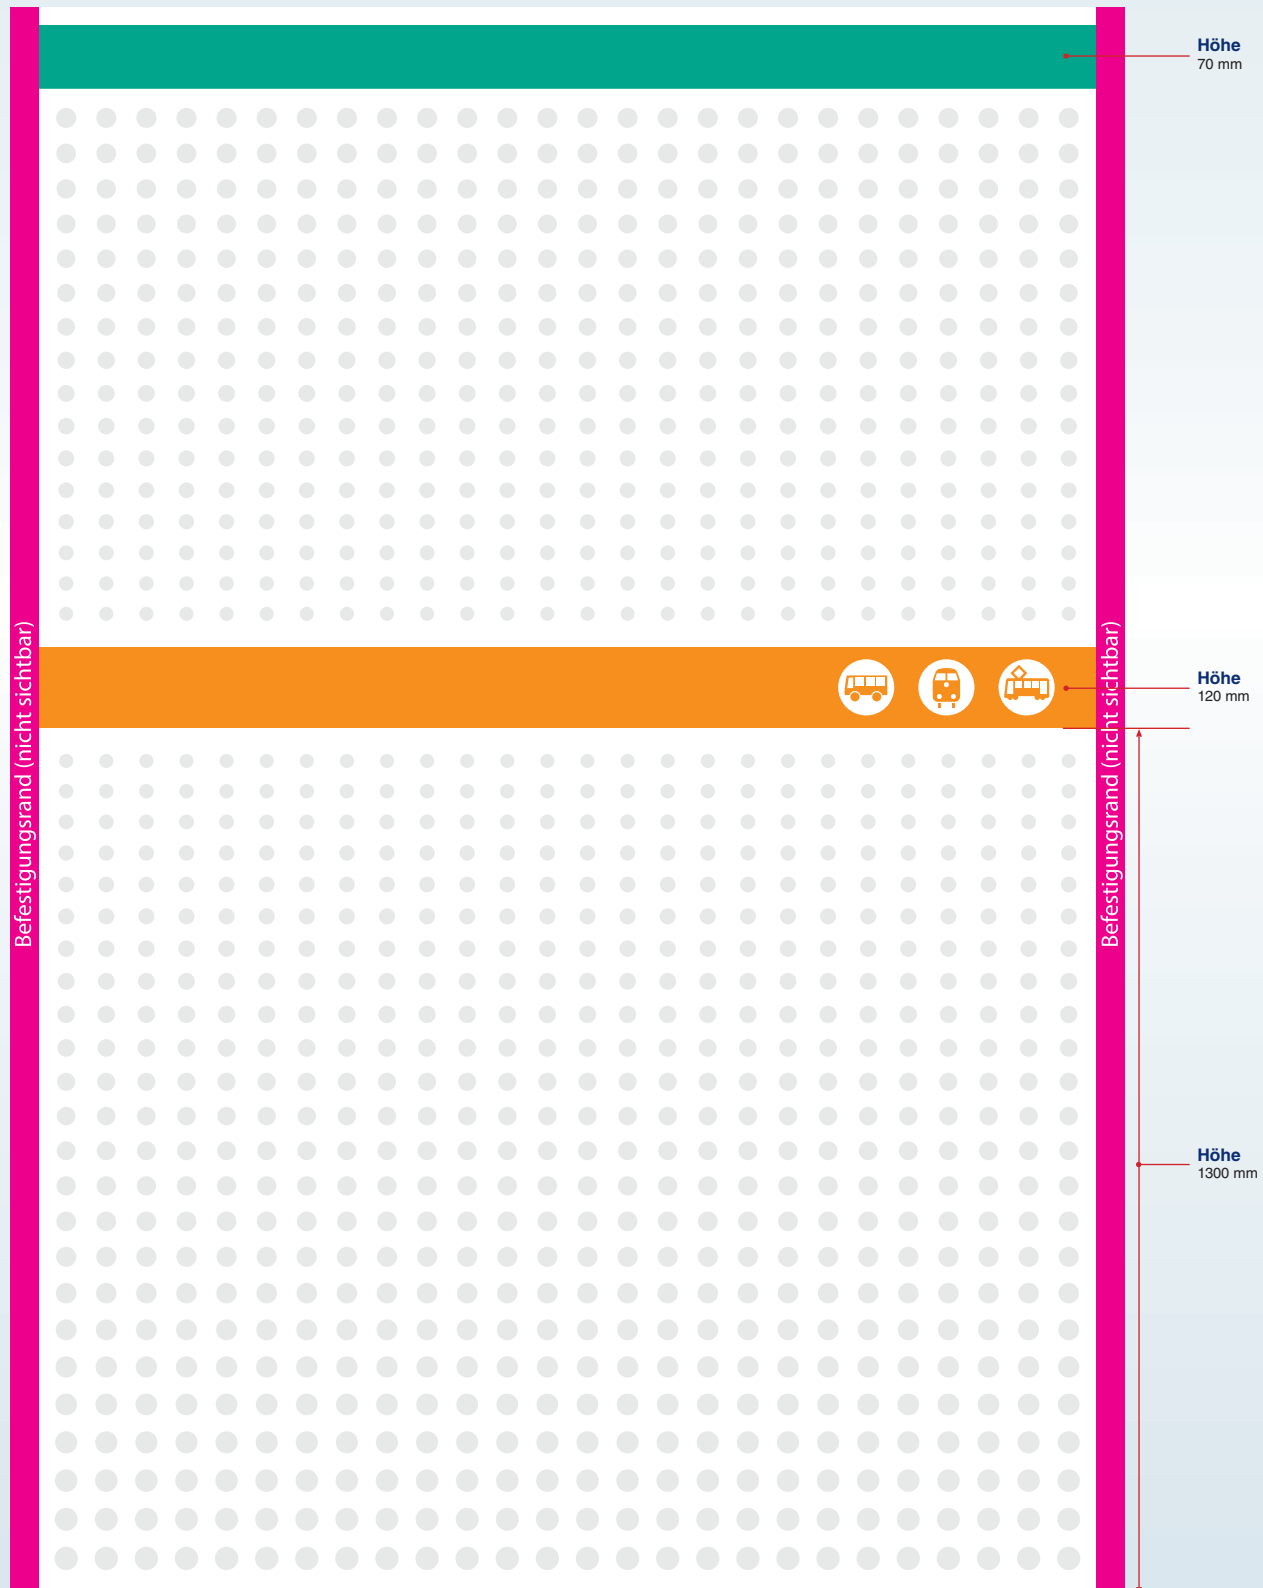 Höhe
70 mm
Befestigungsrand (nicht sichtbar)
Befestigungsrand (nicht sichtbar)
Höhe
120 mm
Höhe
1300 mm